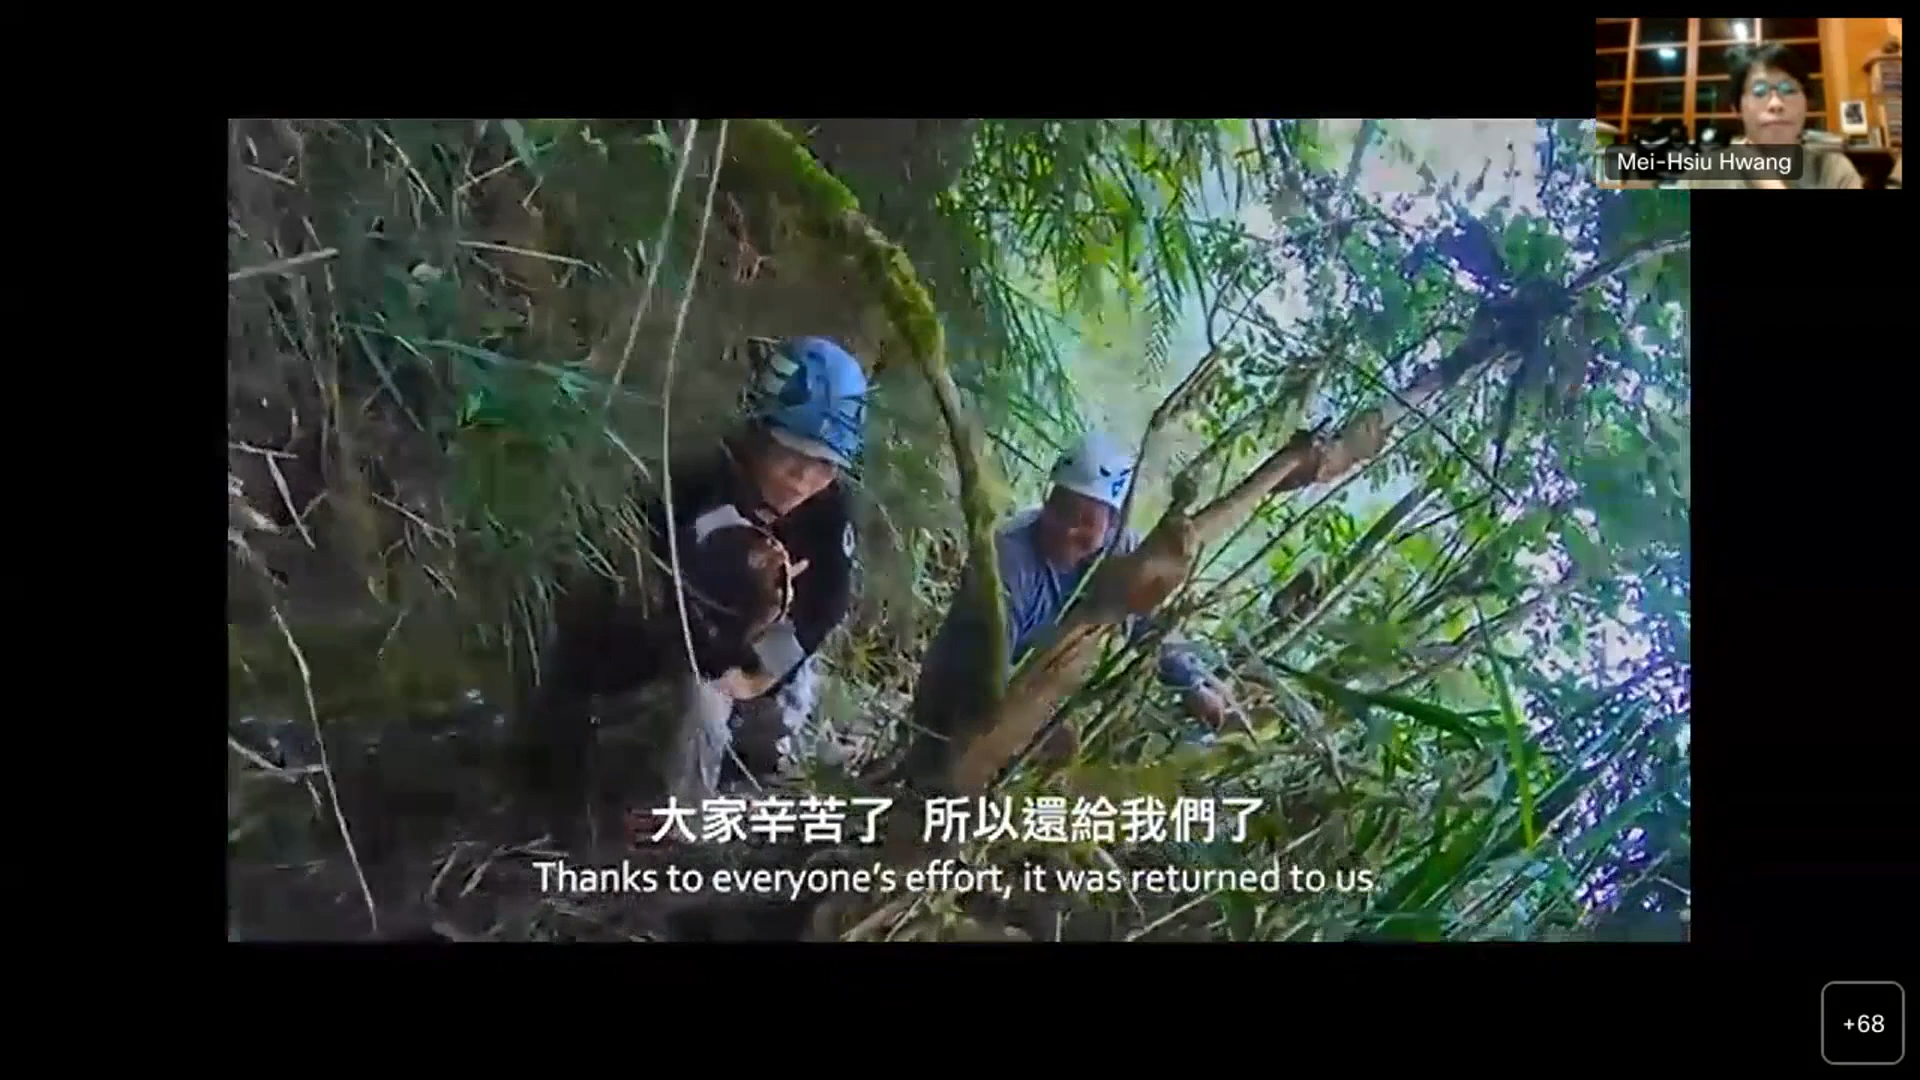 Mei-Hsiu Hwang
大家辛苦了 所以還給我們了
Thanks to everyone's effort, it was returned to us.
+68